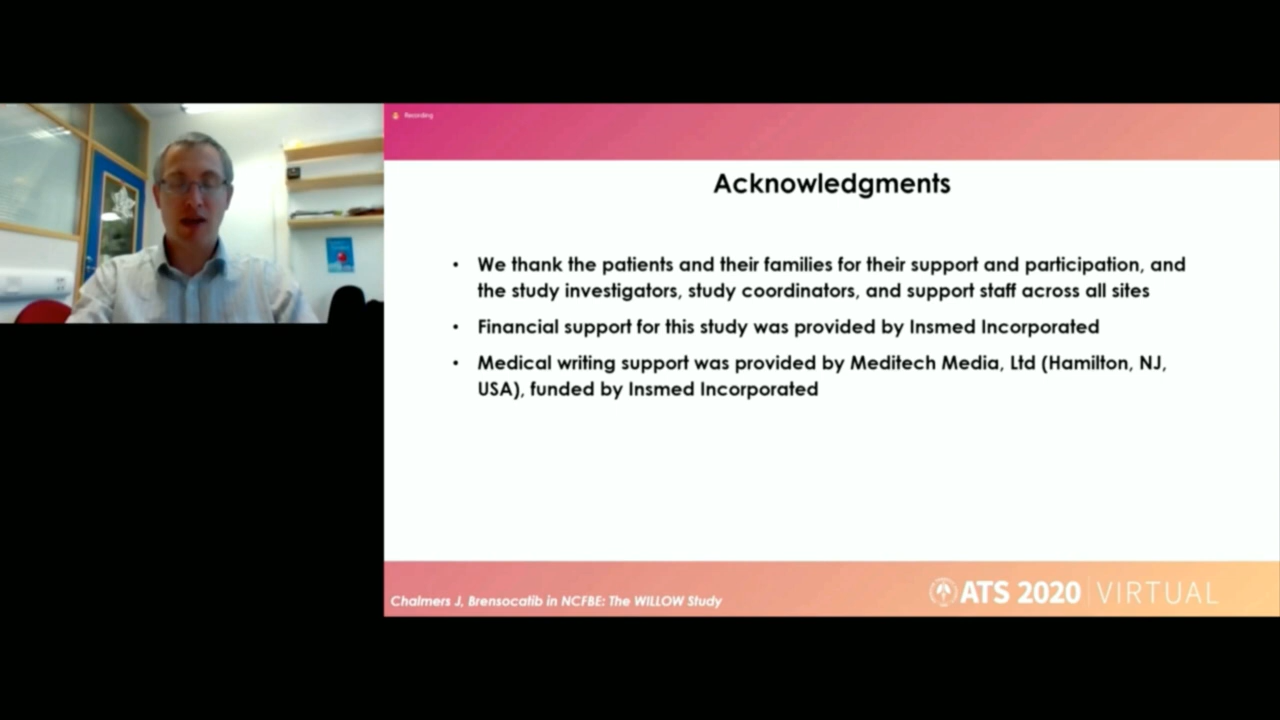 Recording
Acknowledgments
• We thank the patients and their families for their support and participation, and
the study investigators, study coordinators, and support staff across all sites
• Financial support for this study was provided by Insmed Incorporated
• Medical writing support was provided by Meditech Media, Ltd (Hamilton, NJ,
USA), funded by Insmed Incorporated
Chalmers J, Brensocatib in NCFBE: The WILLOW Study
ATS 2020 | VIRTUAL